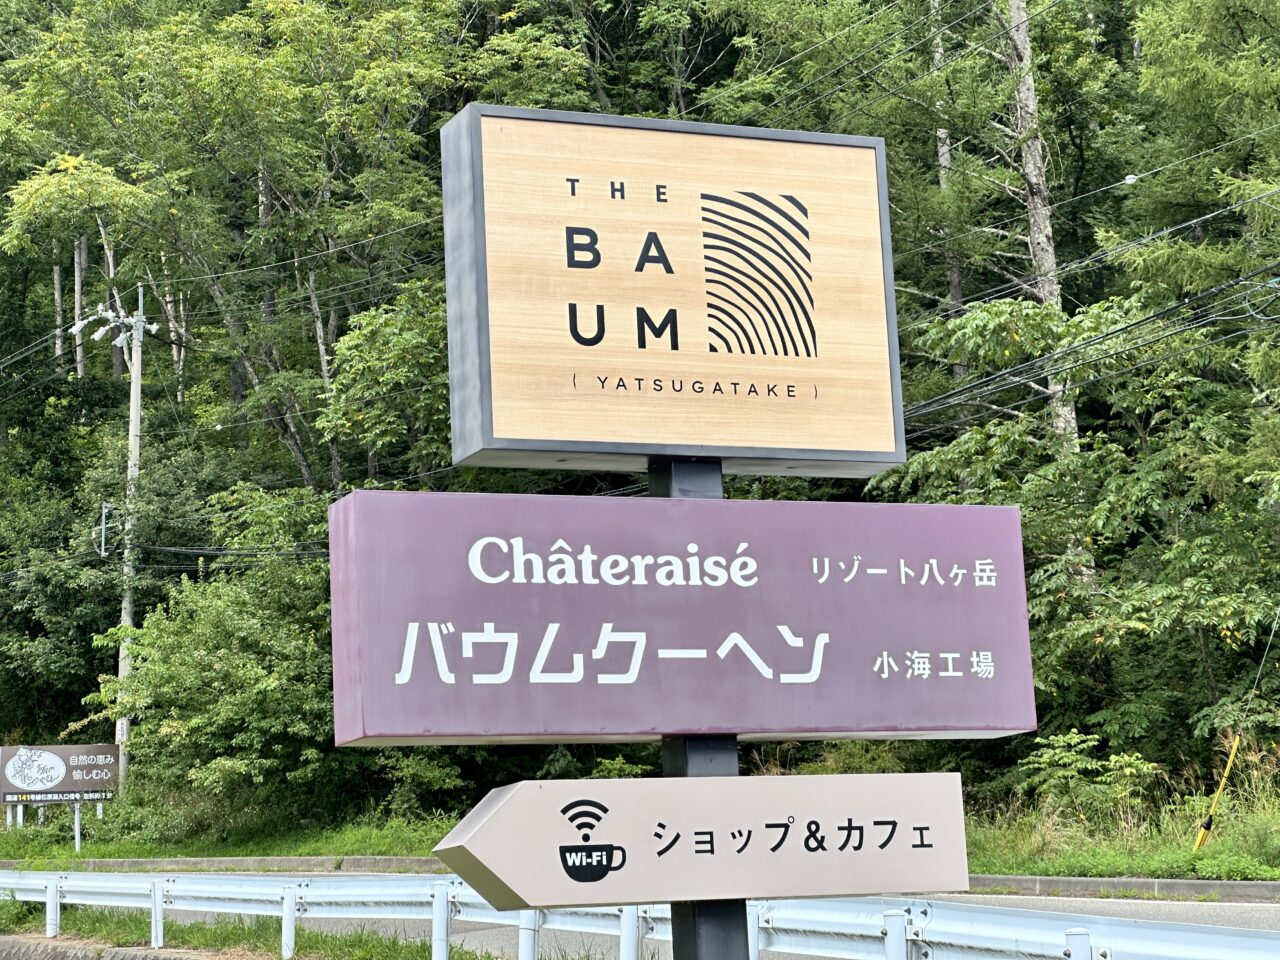 THE
BA
UM
( YATSUGATAKE )
Châteraisé リゾート八ヶ岳
バウムクーヘン 小海工場
Wi-Fi ショップ&カフェ
自然の恵み
愉しむ心